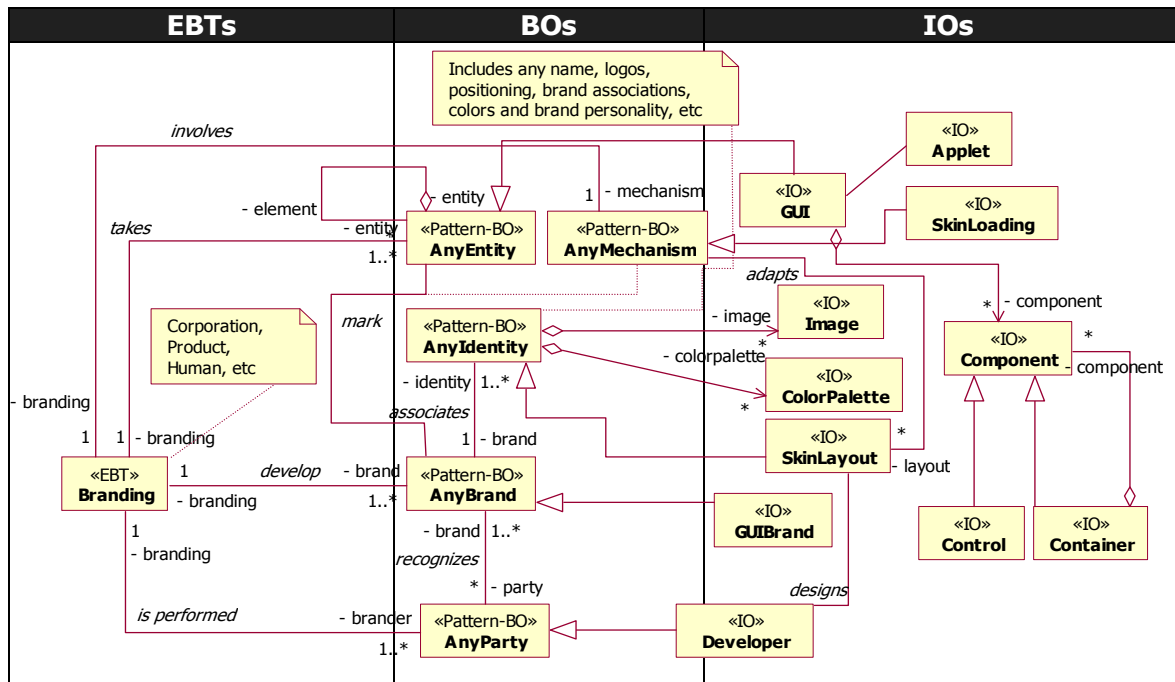 EBTs
BOs
IOs
Includes any name, logos,
positioning, brand associations,
colors and brand personality, etc
involves
«IO»
Applet
«IO»
GUI
- mechanism
1
- entity
- element
«IO»
SkinLoading
takes
- entity
*
1..*
«Pattern-BO»
AnyEntity
«Pattern-BO»
AnyMechanism
adapts
mark
Corporation,
Product,
Human, etc
«Pattern-BO»
AnyIdentity
- image
*
«IO»
Image
- component
*
«IO»
Component
*
- component
- colorpalette
*
«IO»
ColorPalette
- identity
1..*
- branding
associates
1
1
- branding
1
- brand
«IO»
SkinLayout
*
- layout
«EBT»
Branding
1
develop
- brand
- branding
1..*
«Pattern-BO»
AnyBrand
«IO»
GUIBrand
«IO»
Control
«IO»
Container
1
- branding
- brand
1..*
recognizes
*
- party
designs
is performed
- brander
1..*
«Pattern-BO»
AnyParty
«IO»
Developer